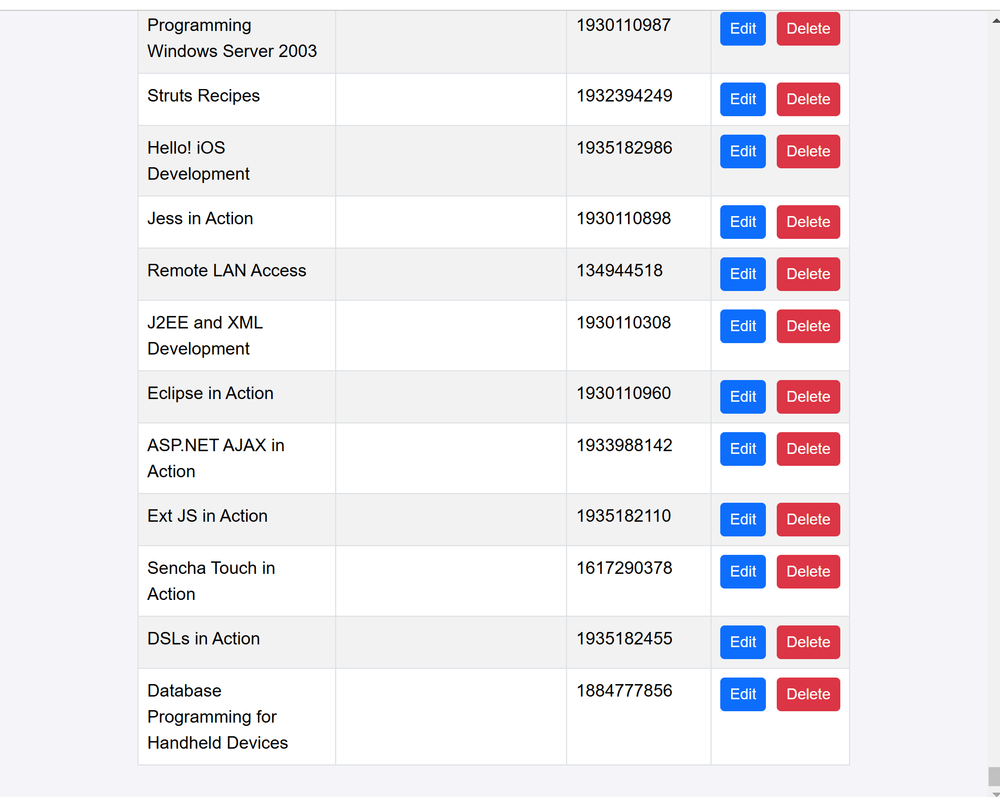 Programming 1930110987 Edit Delete
Windows Server 2003
Struts Recipes 1932394249 Edit Delete
Hello! iOS 1935182986 Edit Delete
Development
Jess in Action 1930110898 Edit Delete
Remote LAN Access 134944518 Edit Delete
J2EE and XML 1930110308 Edit Delete
Development
Eclipse in Action 1930110960 Edit Delete
ASP.NET AJAX in 1933988142 Edit Delete
Action
Ext JS in Action 1935182110 Edit Delete
Sencha Touch in 1617290378 Edit Delete
Action
DSLs in Action 1935182455 Edit Delete
Database 1884777856 Edit Delete
Programming for
Handheld Devices